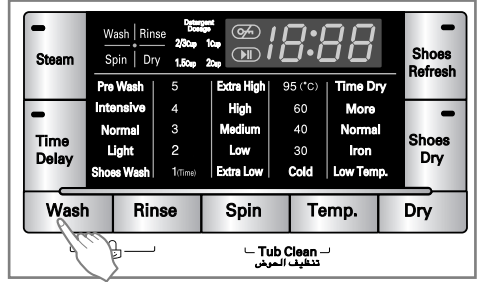 Steam
Wash Rinse
Spin Dry
Detergent
Dosage
2/3Cup 1Cup
1.5Cup 2Cup
18:88
Shoes
Refresh
Time
Delay
Shoes
Dry
Pre Wash 5 Extra High 95 (°C) Time Dry
Intensive 4 High 60 More
Normal 3 Medium 40 Normal
Light 2 Low 30 Iron
Shoes Wash 1(Time) Extra Low Cold Low Temp.
Wash Rinse Spin Temp. Dry
Tub Clean
تنظيف الحوض